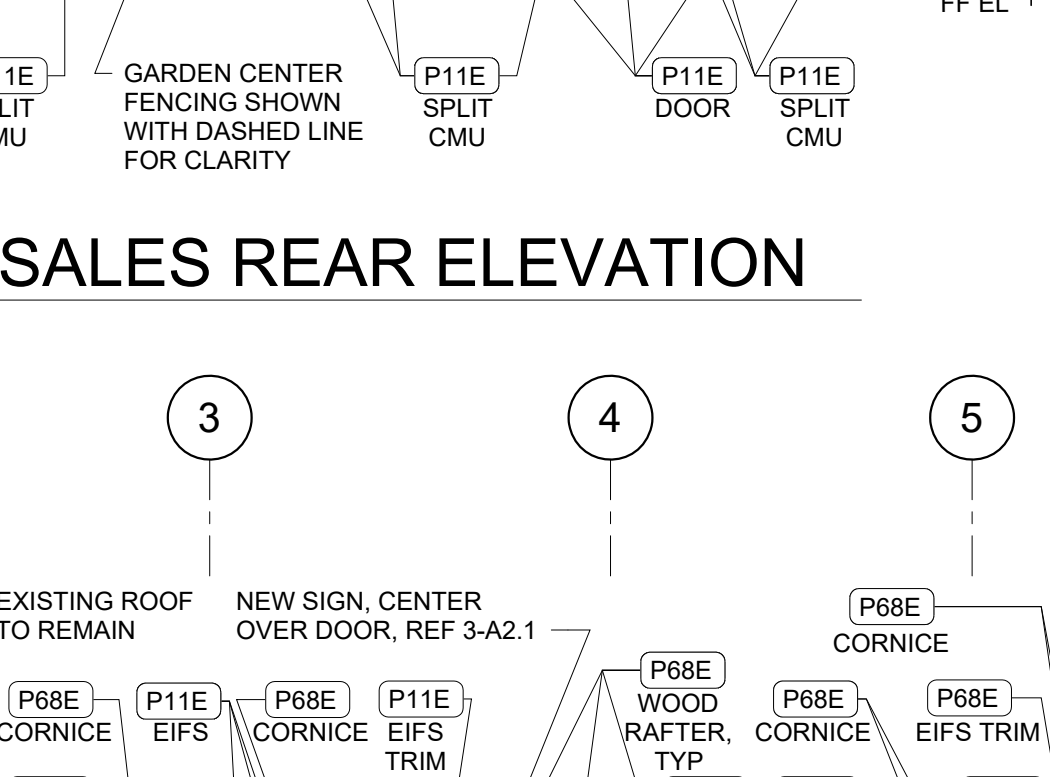 FF EL
1E
LIT
MU
GARDEN CENTER
FENCING SHOWN
WITH DASHED LINE
FOR CLARITY
P11E
SPLIT
CMU
P11E
DOOR
P11E
SPLIT
CMU
SALES REAR ELEVATION
3
4
5
EXISTING ROOF
TO REMAIN
NEW SIGN, CENTER
OVER DOOR, REF 3-A2.1
P68E
CORNICE
P68E
CORNICE
P11E
EIFS
P68E
CORNICE
P11E
EIFS
TRIM
P68E
WOOD
RAFTER,
TYP
P68E
CORNICE
P68E
EIFS TRIM